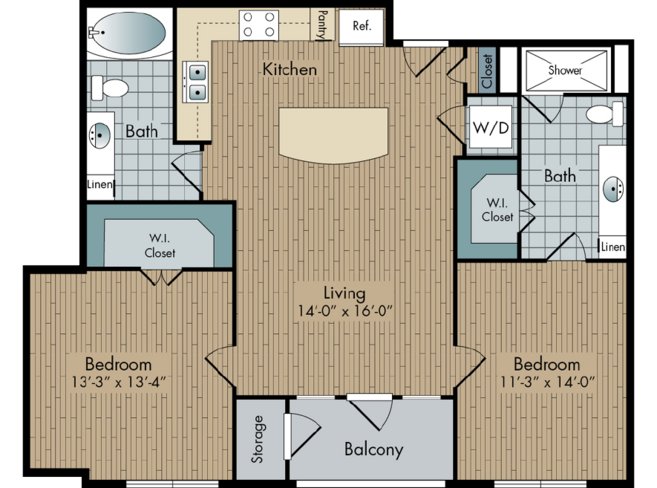 Pantry
Ref.
Kitchen
Closet
Shower
Bath
W/D
Linen
Bath
W.I.
Closet
W.I.
Closet
Linen
Living
14'-0" x 16'-0"
Bedroom
13'-3" x 13'-4"
Bedroom
11'-3" x 14'-0"
Storage
Balcony